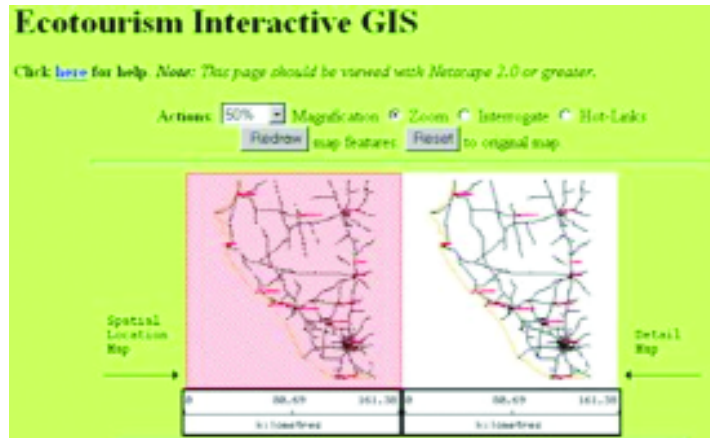 Ecotourism Interactive GIS
Click here for help. Note: This page should be viewed with Netscape 2.0 or greater.
Actions: 50% Magnification Zoom Interrogate Hot-Links
Redraw map features. Reset to original map
Spatial
Location
Map
Detail
Map
0 80.69 161.38 0 80.69 161.38
kilometres kilometres